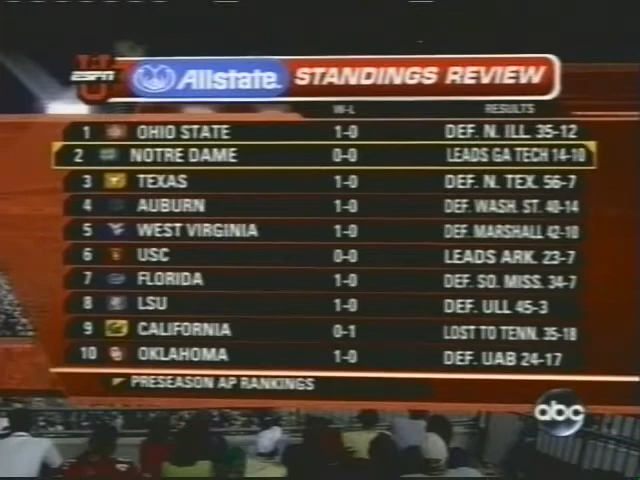 ESPN Allstate. STANDINGS REVIEW
W-L RESULTS
1 OHIO STATE 1-0 DEF. N. ILL. 35-12
2 NOTRE DAME 0-0 LEADS GA TECH 14-10
3 TEXAS 1-0 DEF. N. TEX. 56-7
4 AUBURN 1-0 DEF. WASH. ST. 40-14
5 WEST VIRGINIA 1-0 DEF. MARSHALL 42-10
6 USC 0-0 LEADS ARK. 23-7
7 FLORIDA 1-0 DEF. SO. MISS. 34-7
8 LSU 1-0 DEF. ULL 45-3
9 CALIFORNIA 0-1 LOST TO TENN. 35-18
10 OKLAHOMA 1-0 DEF. UAB 24-17
PRESEASON AP RANKINGS
abc